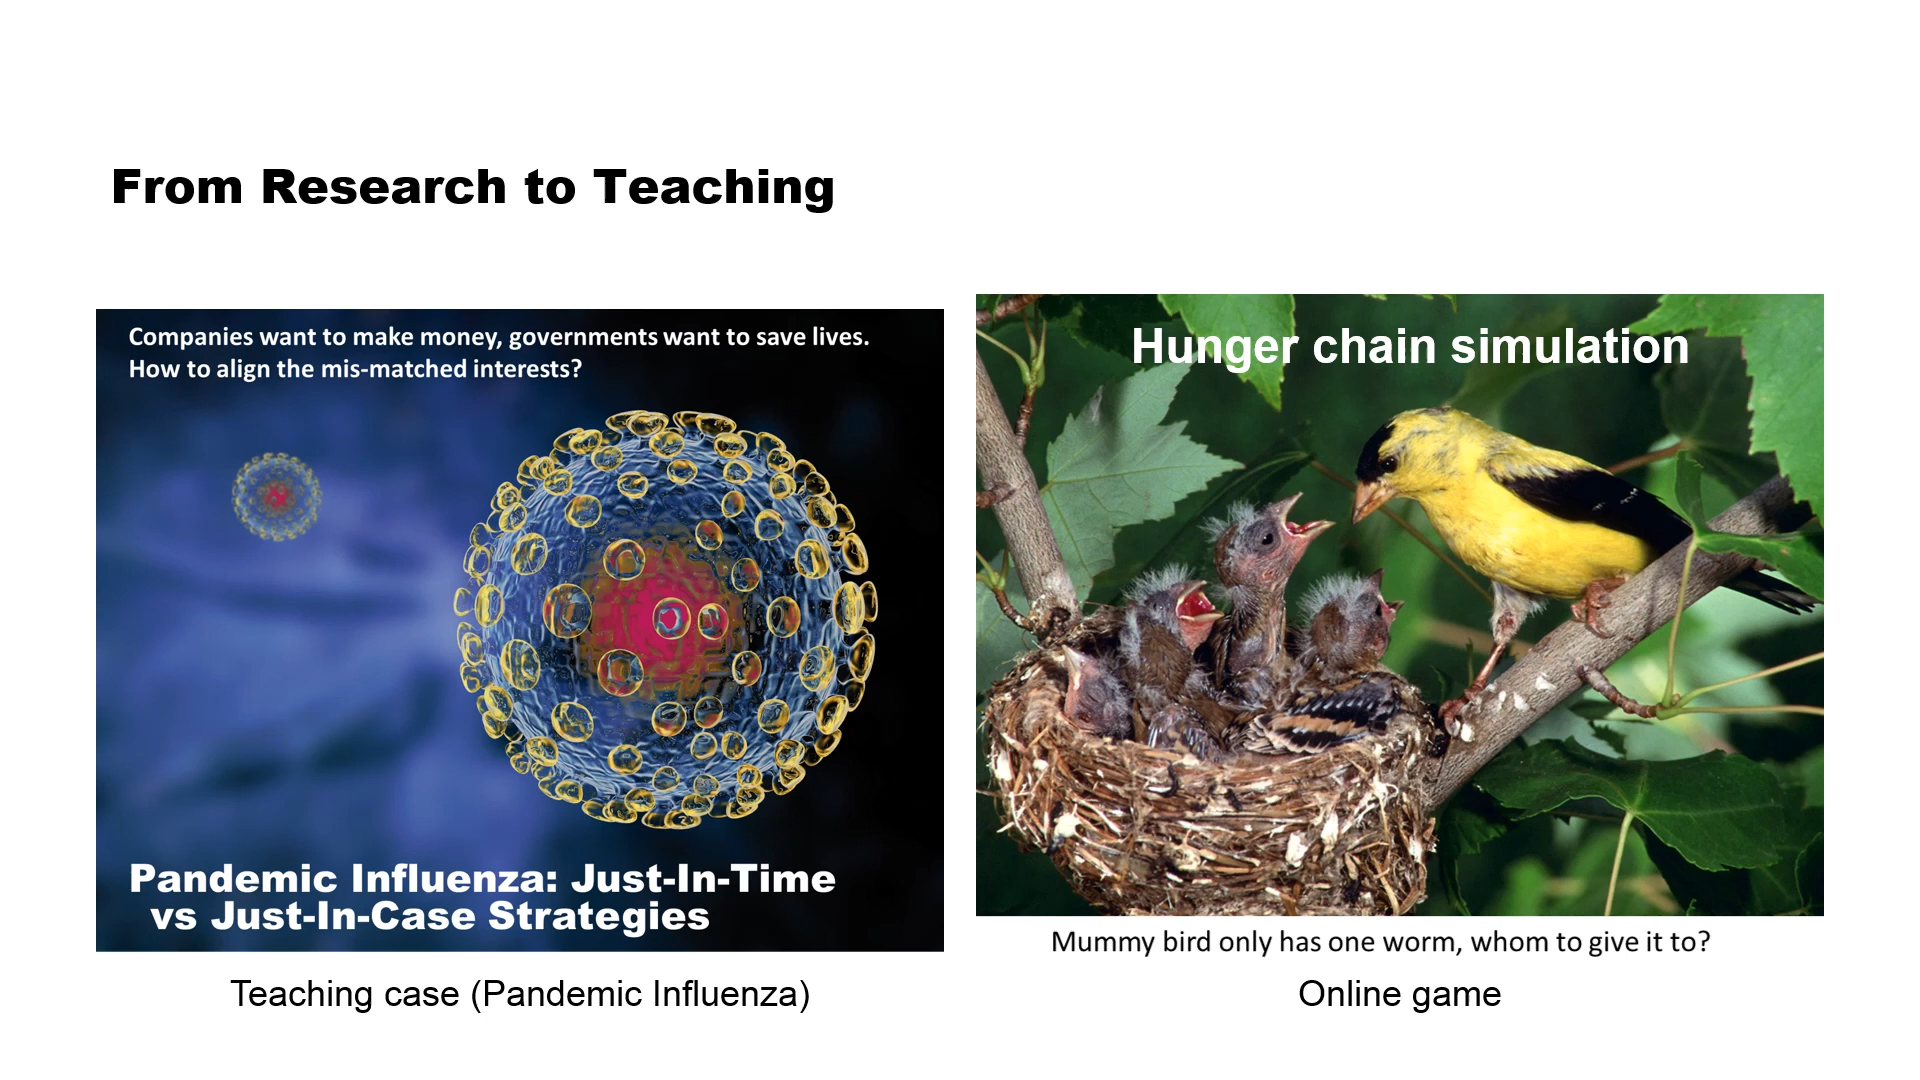 From Research to Teaching
Companies want to make money, governments want to save lives.
How to align the mis-matched interests?
Pandemic Influenza: Just-In-Time
vs Just-In-Case Strategies
Teaching case (Pandemic Influenza)
Hunger chain simulation
Mummy bird only has one worm, whom to give it to?
Online game